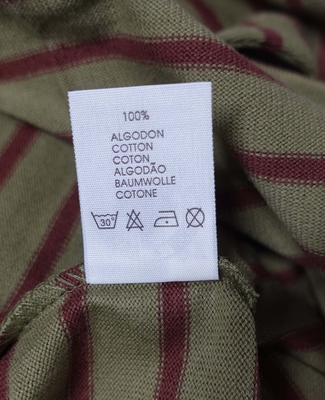 100%
ALGODON
COTTON
COTON
ALGODÃO
BAUMWOLLE
COTONE
30°